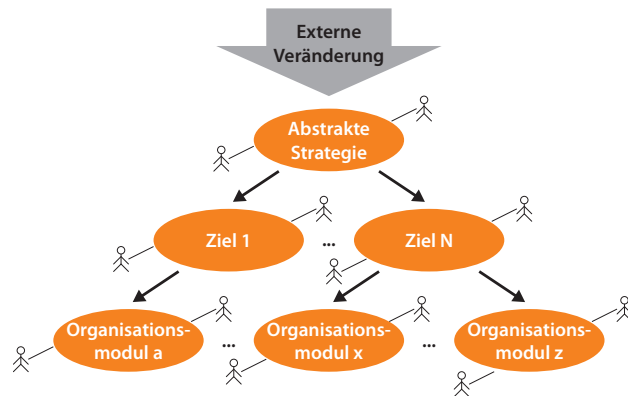 Externe
Veränderung
Abstrakte
Strategie
Ziel 1
...
Ziel N
Organisations-
modul a
...
Organisations-
modul x
...
Organisations-
modul z